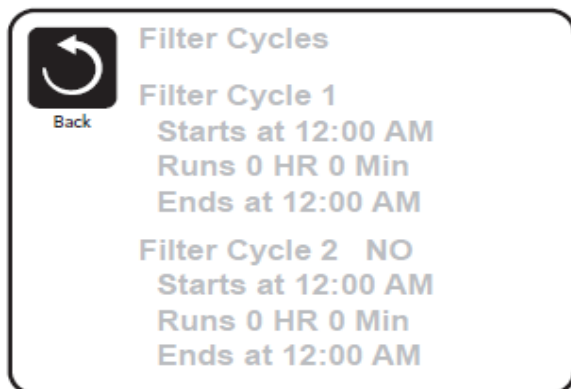 Filter Cycles
Back
Filter Cycle 1
Starts at 12:00 AM
Runs 0 HR 0 Min
Ends at 12:00 AM
Filter Cycle 2 NO
Starts at 12:00 AM
Runs 0 HR 0 Min
Ends at 12:00 AM